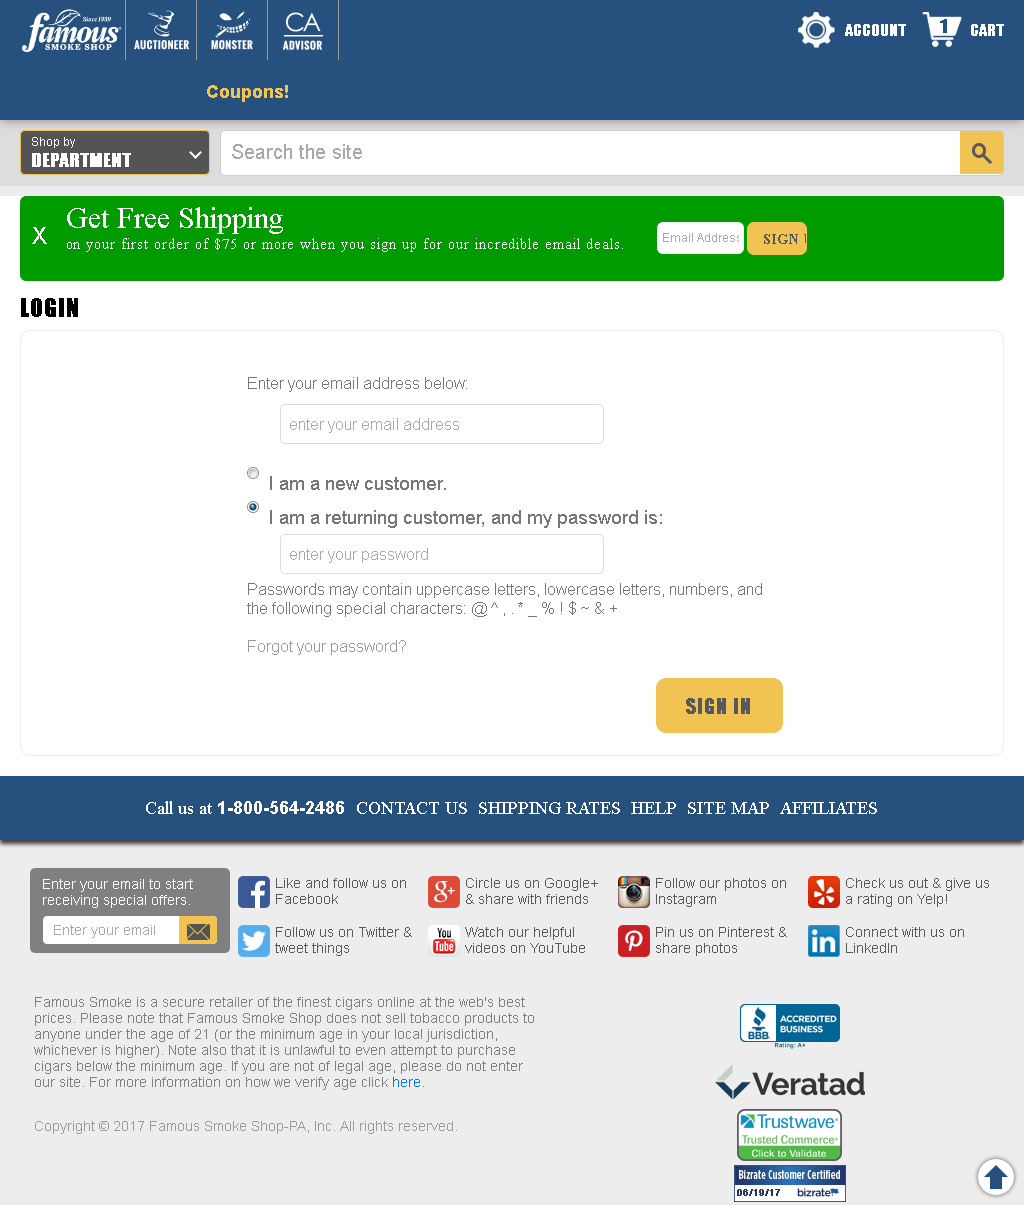 Since 1939
famous
SMOKE SHOP
AUCTIONEER
MONSTER
CA
ADVISOR
ACCOUNT
1
CART
Coupons!
Shop by
DEPARTMENT
Search the site
X
Get Free Shipping
on your first order of $75 or more when you sign up for our incredible email deals.
Email Address
SIGN
LOGIN
Enter your email address below:
enter your email address
I am a new customer.
I am a returning customer, and my password is:
enter your password
Passwords may contain uppercase letters, lowercase letters, numbers, and
the following special characters: @ ^ , . * _ % ! $ ~ & +
Forgot your password?
SIGN IN
Call us at 1-800-564-2486 CONTACT US SHIPPING RATES HELP SITE MAP AFFILIATES
Enter your email to start
receiving special offers.
Enter your email
Like and follow us on
Facebook
g+
Circle us on Google+
& share with friends
Follow our photos on
Instagram
Check us out & give us
a rating on Yelp!
Follow us on Twitter &
tweet things
You
Tube
Watch our helpful
videos on YouTube
Pin us on Pinterest &
share photos
in
Connect with us on
LinkedIn
Famous Smoke is a secure retailer of the finest cigars online at the web's best
prices. Please note that Famous Smoke Shop does not sell tobacco products to
anyone under the age of 21 (or the minimum age in your local jurisdiction,
whichever is higher). Note also that it is unlawful to even attempt to purchase
cigars below the minimum age. If you are not of legal age, please do not enter
our site. For more information on how we verify age click here.
Copyright © 2017 Famous Smoke Shop-PA, Inc. All rights reserved.
BBB
ACCREDITED
BUSINESS
Rating: A+
Veratad
Trustwave®
Trusted Commerce®
Click to Validate
Bizrate Customer Certified
06/19/17 bizrate